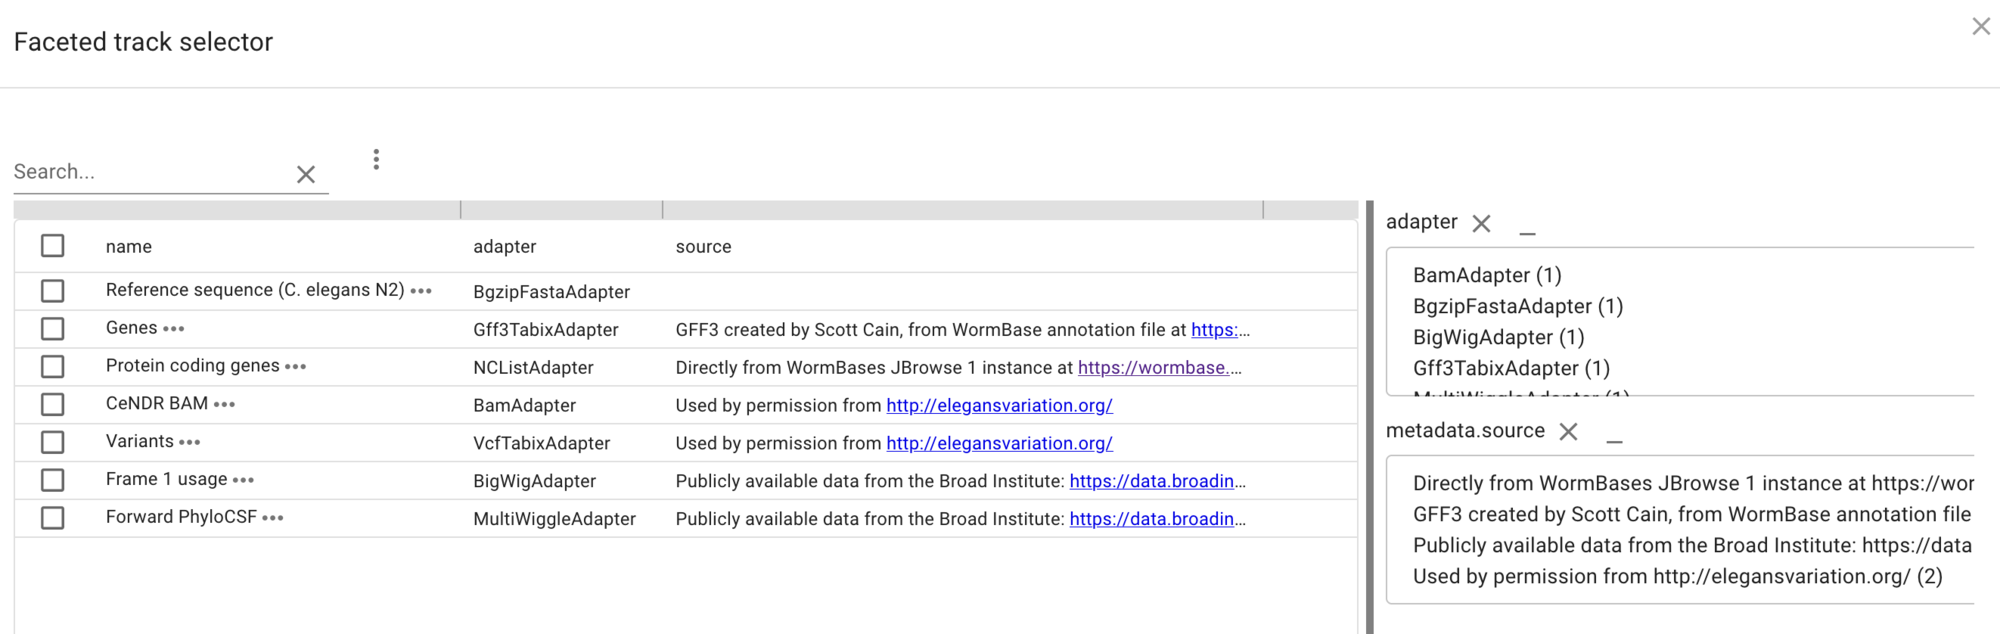 Faceted track selector
Search...
name adapter source
Reference sequence (C. elegans N2) ••• BgzipFastaAdapter
Genes ••• Gff3TabixAdapter GFF3 created by Scott Cain, from WormBase annotation file at https:...
Protein coding genes ••• NCListAdapter Directly from WormBases JBrowse 1 instance at https://wormbase....
CeNDR BAM ••• BamAdapter Used by permission from http://elegansvariation.org/
Variants ••• VcfTabixAdapter Used by permission from http://elegansvariation.org/
Frame 1 usage ••• BigWigAdapter Publicly available data from the Broad Institute: https://data.broadin...
Forward PhyloCSF ••• MultiWiggleAdapter Publicly available data from the Broad Institute: https://data.broadin...
adapter
BamAdapter (1)
BgzipFastaAdapter (1)
BigWigAdapter (1)
Gff3TabixAdapter (1)
MultiWiggleAdapter (1)
metadata.source
Directly from WormBases JBrowse 1 instance at https://wor
GFF3 created by Scott Cain, from WormBase annotation file
Publicly available data from the Broad Institute: https://data
Used by permission from http://elegansvariation.org/ (2)